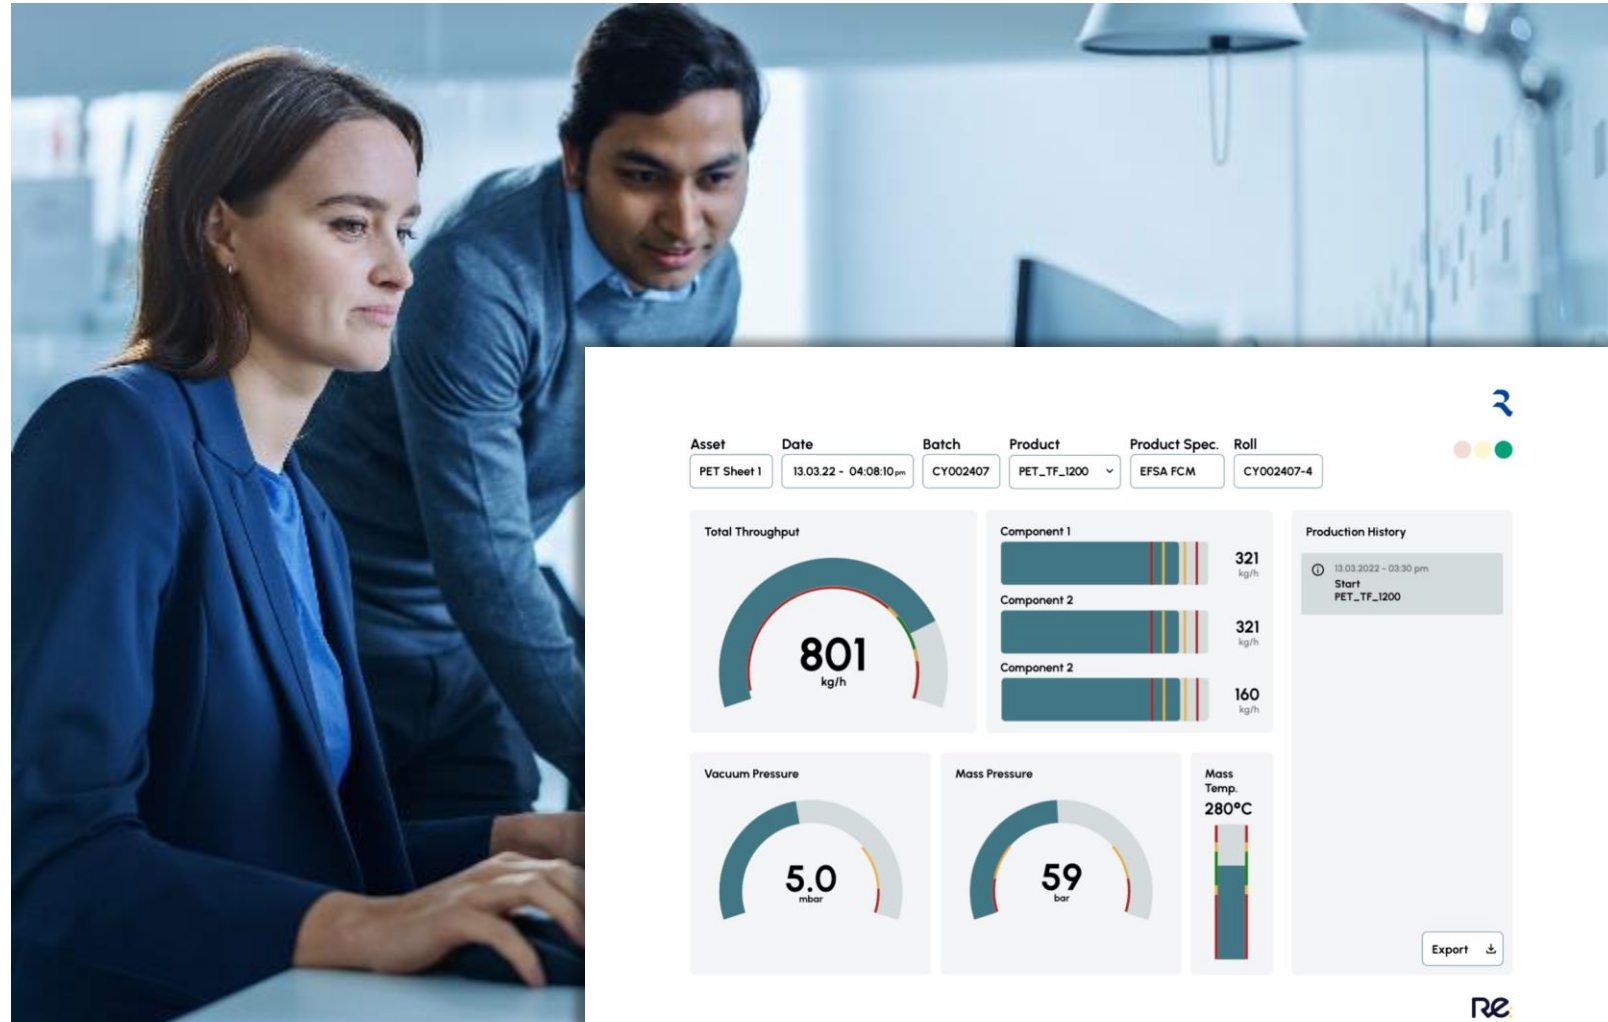 Asset Date Batch Product Product Spec. Roll
PET Sheet 1 13.03.22 - 04:08:10 pm CY002407 PET_TF_1200 EFSA FCM CY002407-4
Total Throughput
801
kg/h
Component 1
321
kg/h
Component 2
321
kg/h
Component 2
160
kg/h
Production History
13.03.2022 - 03:30 pm
Start
PET_TF_1200
Vacuum Pressure
5.0
mbar
Mass Pressure
59
bar
Mass
Temp.
280°C
Export
Re